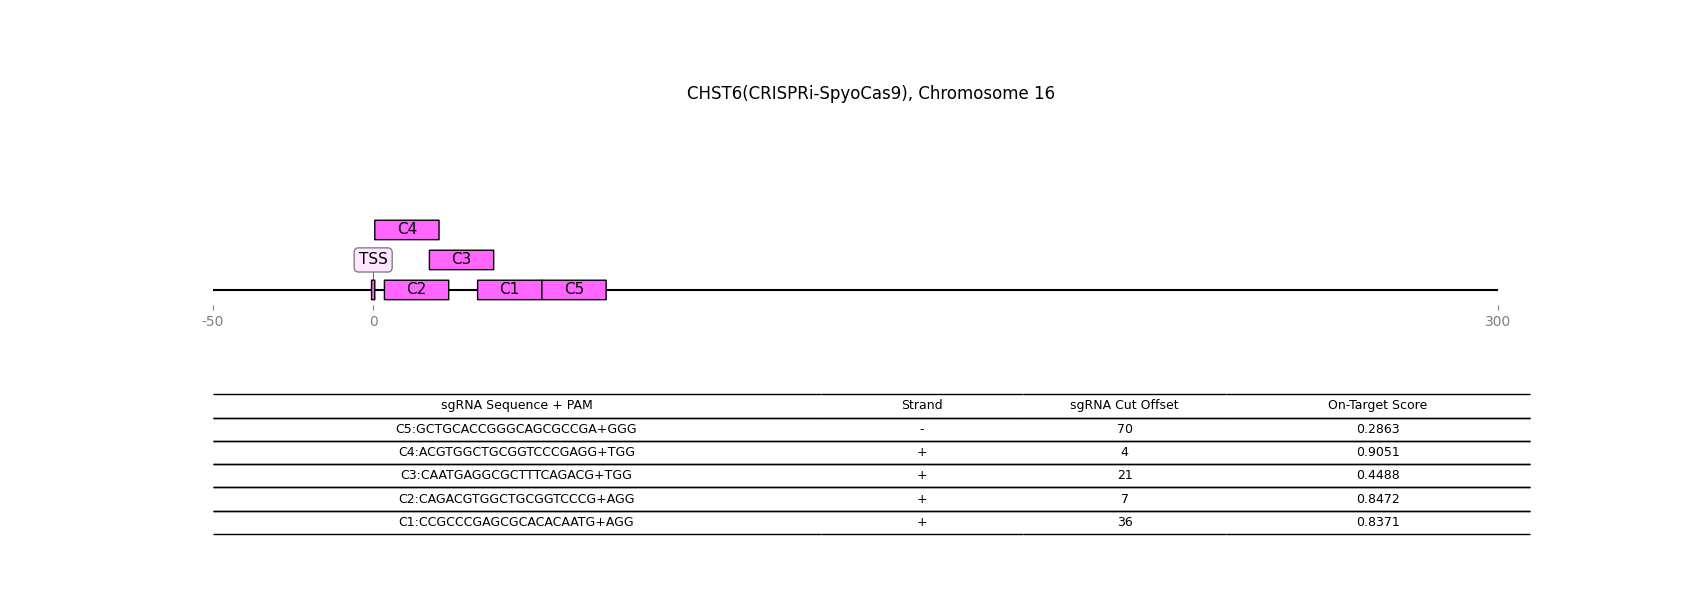 CHST6(CRISPRi-SpyoCas9), Chromosome 16
C4
TSS C3
C2 C1 C5
-50 0 300
sgRNA Sequence + PAM Strand sgRNA Cut Offset On-Target Score
C5:GCTGCACCGGGCAGCGCCGA+GGG - 70 0.2863
C4:ACGTGGCTGCGGTCCCGAGG+TGG + 4 0.9051
C3:CAATGAGGCGCTTTCAGACG+TGG + 21 0.4488
C2:CAGACGTGGCTGCGGTCCCG+AGG + 7 0.8472
C1:CCGCCCGAGCGCACACAATG+AGG + 36 0.8371